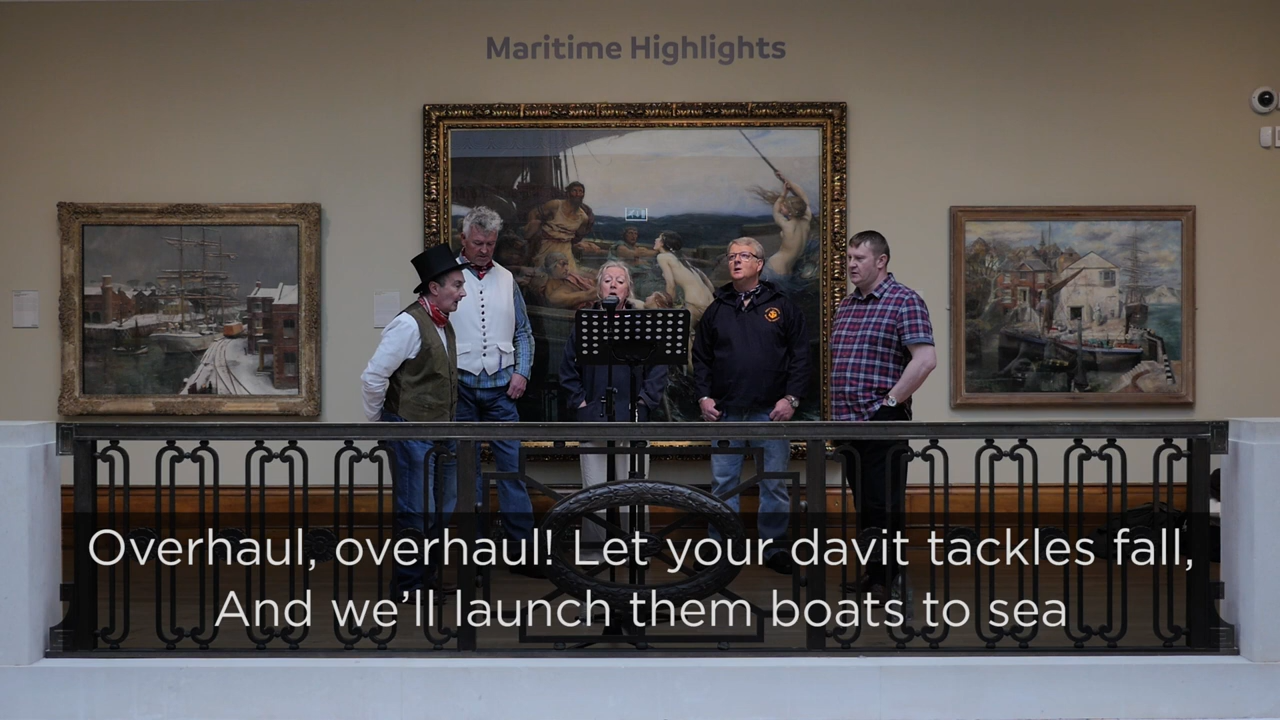 Maritime Highlights
Overhaul, overhaul! Let your davit tackles fall,
And we’ll launch them boats to sea